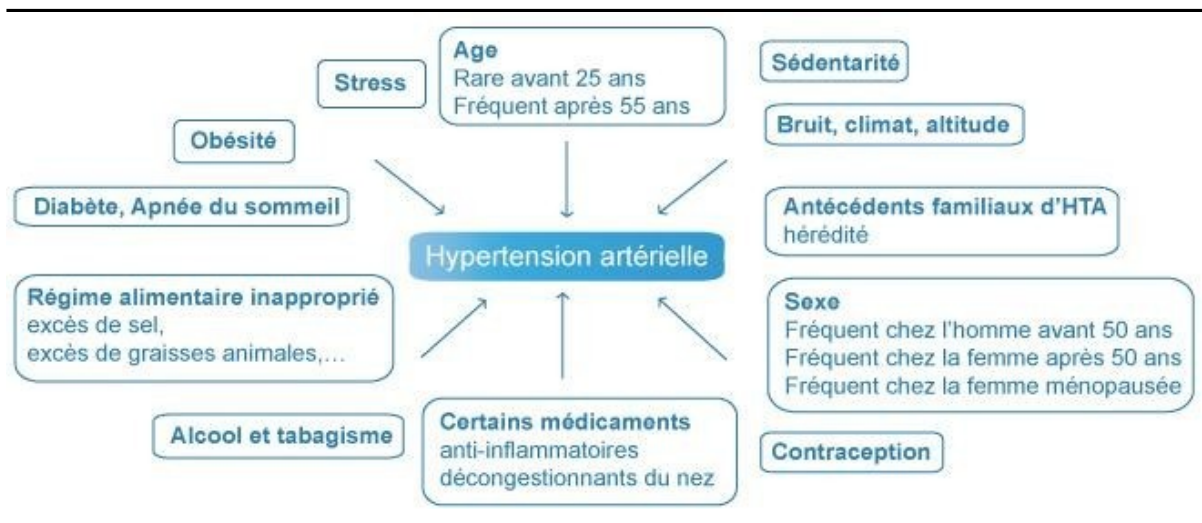 Age
Rare avant 25 ans
Fréquent après 55 ans
Stress
Sédentarité
Obésité
Bruit, climat, altitude
Diabète, Apnée du sommeil
Antécédents familiaux d'HTA
hérédité
Hypertension artérielle
Régime alimentaire inapproprié
excès de sel,
excès de graisses animales,...
Sexe
Fréquent chez l'homme avant 50 ans
Fréquent chez la femme après 50 ans
Fréquent chez la femme ménopausée
Alcool et tabagisme
Certains médicaments
anti-inflammatoires
décongestionnants du nez
Contraception